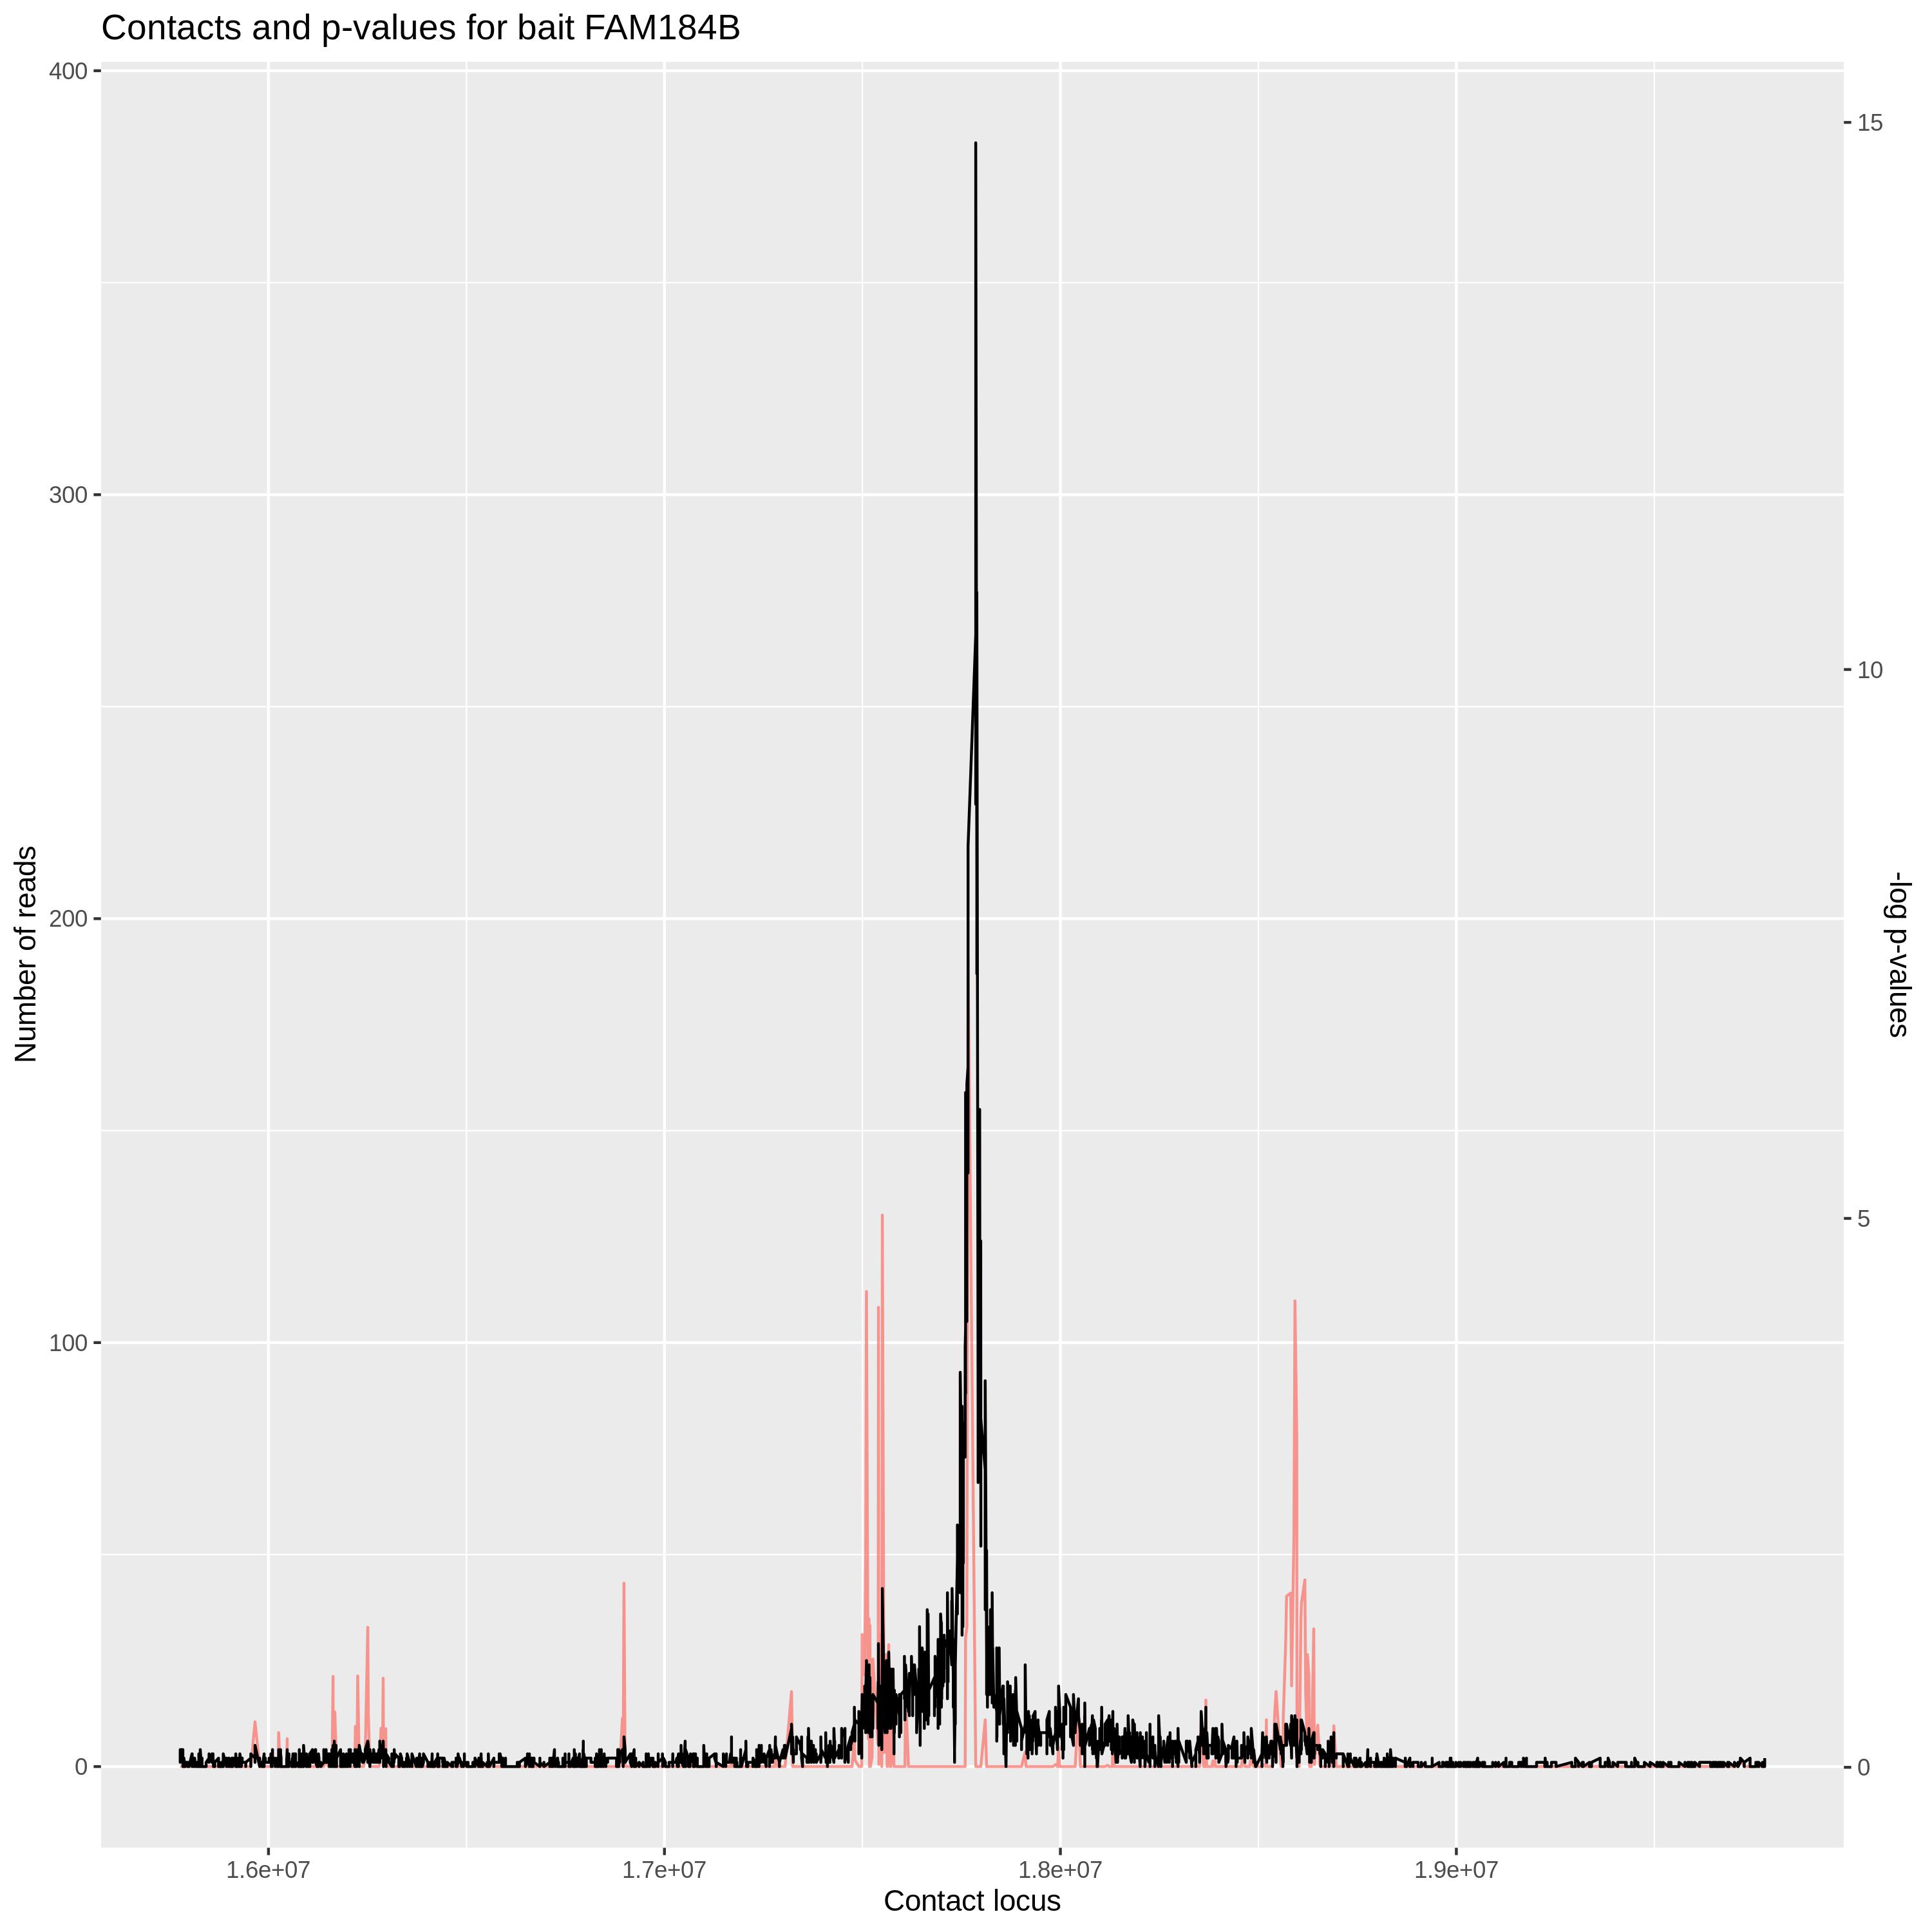 Contacts and p-values for bait FAM184B
400
300
200
100
0
15
10
5
0
Number of reads
-log p-values
1.6e+07
1.7e+07
1.8e+07
1.9e+07
Contact locus